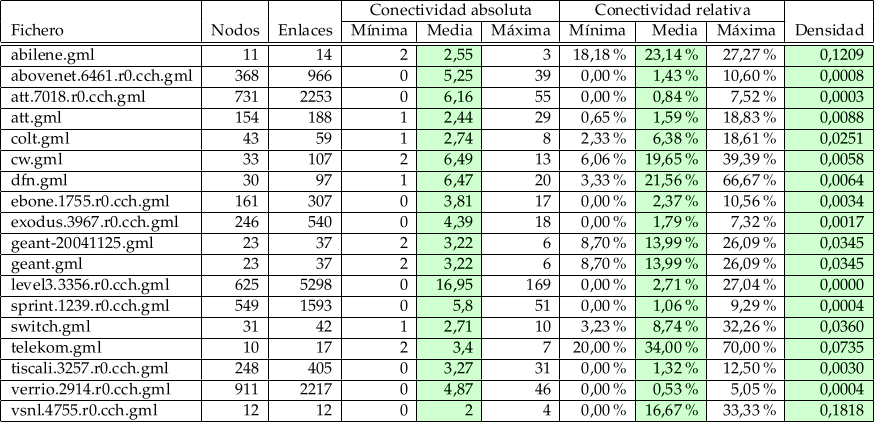 Conectividad absoluta Conectividad relativa
Fichero Nodos Enlaces Mínima Media Máxima Mínima Media Máxima Densidad
abilene.gml 11 14 2 2,55 3 18,18 % 23,14 % 27,27 % 0,1209
abovenet.6461.r0.cch.gml 368 966 0 5,25 39 0,00 % 1,43 % 10,60 % 0,0008
att.7018.r0.cch.gml 731 2253 0 6,16 55 0,00 % 0,84 % 7,52 % 0,0003
att.gml 154 188 1 2,44 29 0,65 % 1,59 % 18,83 % 0,0088
colt.gml 43 59 1 2,74 8 2,33 % 6,38 % 18,61 % 0,0251
cw.gml 33 107 2 6,49 13 6,06 % 19,65 % 39,39 % 0,0058
dfn.gml 30 97 1 6,47 20 3,33 % 21,56 % 66,67 % 0,0064
ebone.1755.r0.cch.gml 161 307 0 3,81 17 0,00 % 2,37 % 10,56 % 0,0034
exodus.3967.r0.cch.gml 246 540 0 4,39 18 0,00 % 1,79 % 7,32 % 0,0017
geant-20041125.gml 23 37 2 3,22 6 8,70 % 13,99 % 26,09 % 0,0345
geant.gml 23 37 2 3,22 6 8,70 % 13,99 % 26,09 % 0,0345
level3.3356.r0.cch.gml 625 5298 0 16,95 169 0,00 % 2,71 % 27,04 % 0,0000
sprint.1239.r0.cch.gml 549 1593 0 5,8 51 0,00 % 1,06 % 9,29 % 0,0004
switch.gml 31 42 1 2,71 10 3,23 % 8,74 % 32,26 % 0,0360
telekom.gml 10 17 2 3,4 7 20,00 % 34,00 % 70,00 % 0,0735
tiscali.3257.r0.cch.gml 248 405 0 3,27 31 0,00 % 1,32 % 12,50 % 0,0030
verrio.2914.r0.cch.gml 911 2217 0 4,87 46 0,00 % 0,53 % 5,05 % 0,0004
vsnl.4755.r0.cch.gml 12 12 0 2 4 0,00 % 16,67 % 33,33 % 0,1818